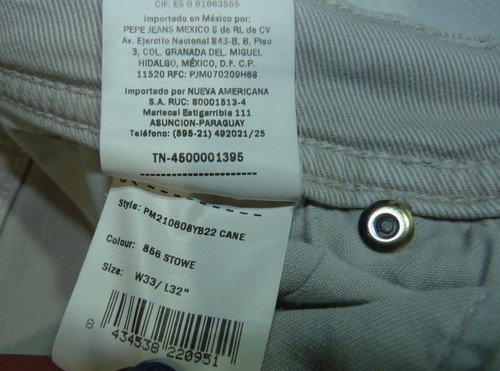 CIF: ES B 61663555
Importado en México por:
PEPE JEANS MEXICO S de RL de CV
Av. Ejercito Nacional 843-B, B, Piso
3, COL. GRANADA DEL MIGUEL
HIDALGO, MÉXICO, D.F. C.P.
11520 RFC: PJM070209H68
Importado por NUEVA AMERICANA
S.A. RUC: 80001513-4
Mariscal Estigarribia 111
ASUNCION-PARAGUAY
Teléfono: (595-21) 492021/25
TN-4500001395
Style: PM210608YB22 CANE
Colour: 856 STOWE
Size: W33/ L32"
8 434538 220951